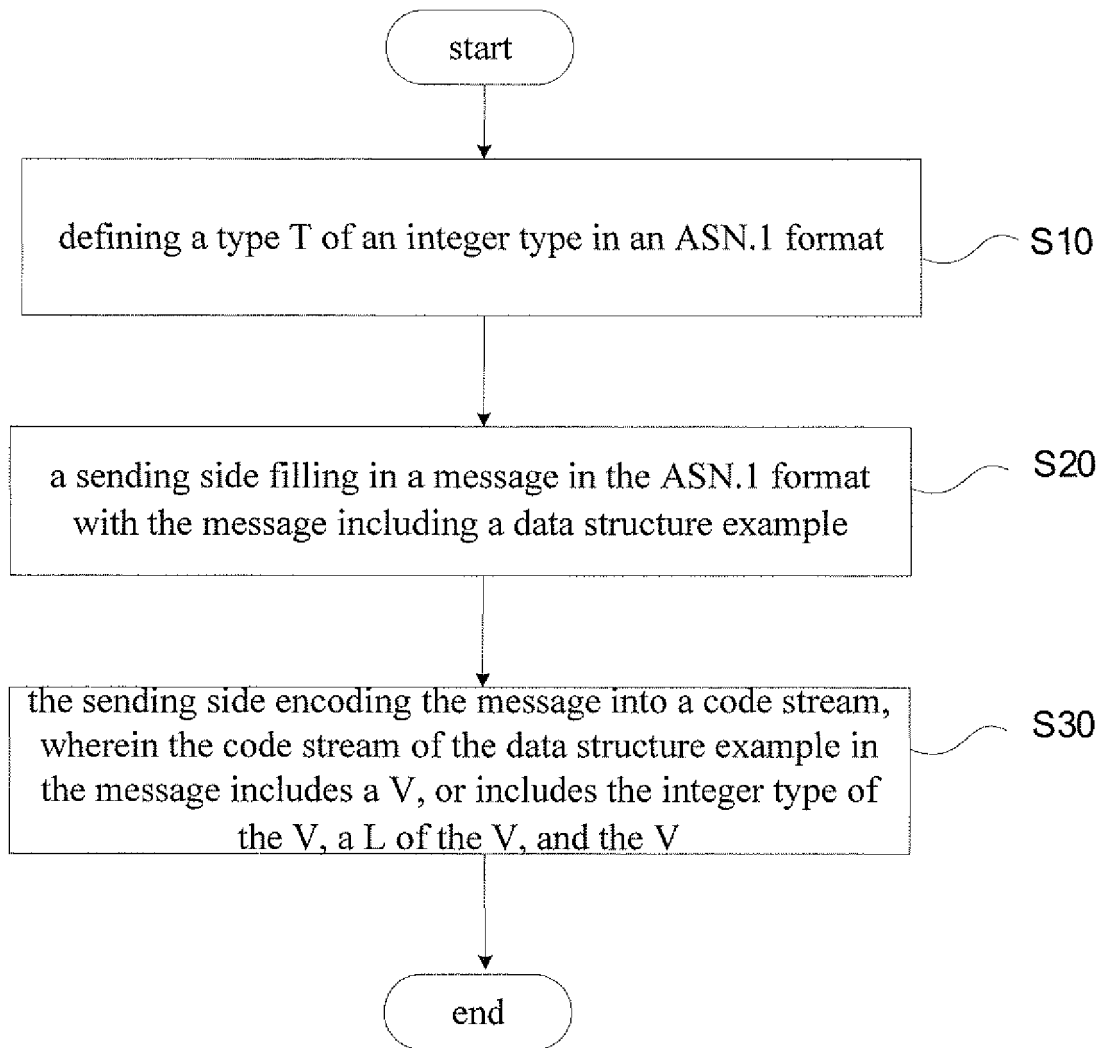 start
defining a type T of an integer type in an ASN.1 format
S10
a sending side filling in a message in the ASN.1 format
with the message including a data structure example
S20
the sending side encoding the message into a code stream,
wherein the code stream of the data structure example in
the message includes a V, or includes the integer type of
the V, a L of the V, and the V
S30
end